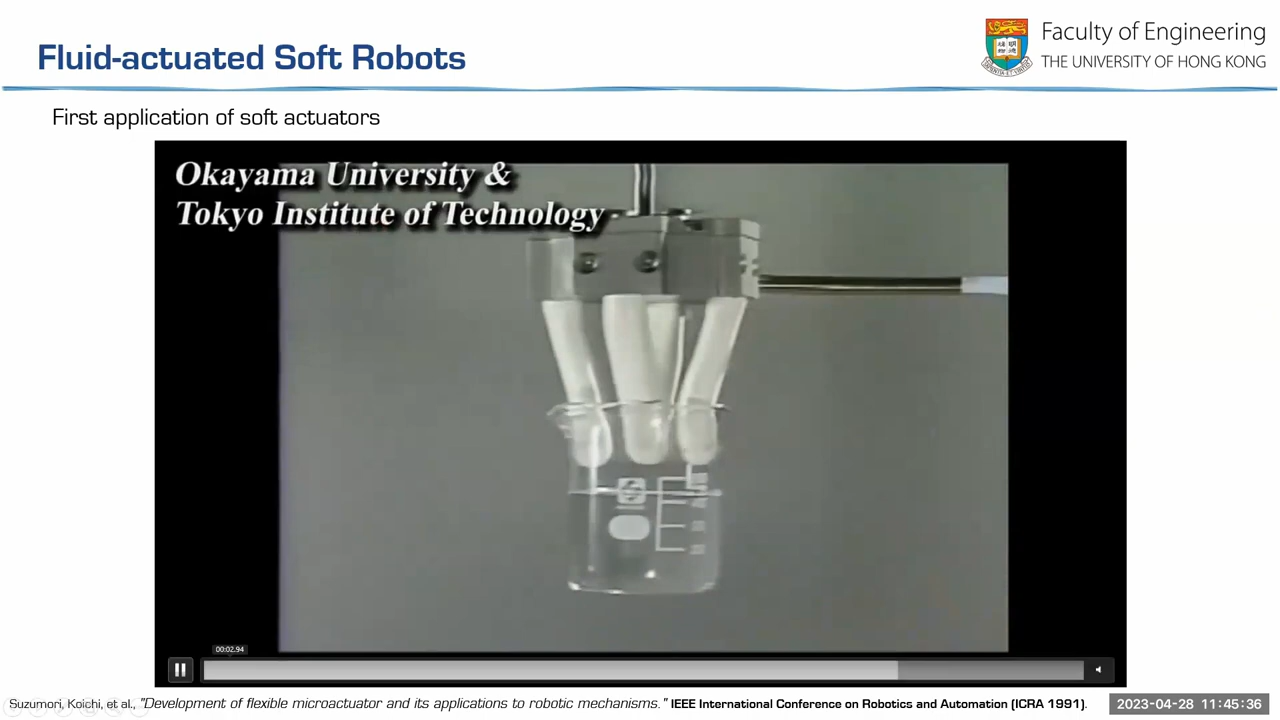 Fluid-actuated Soft Robots
Faculty of Engineering
THE UNIVERSITY OF HONG KONG
First application of soft actuators
Okayama University &
Tokyo Institute of Technology
00:02.94
Suzumori, Koichi, et al., "Development of flexible microactuator and its applications to robotic mechanisms." IEEE International Conference on Robotics and Automation (ICRA 1991).
2023-04-28 11:45:36